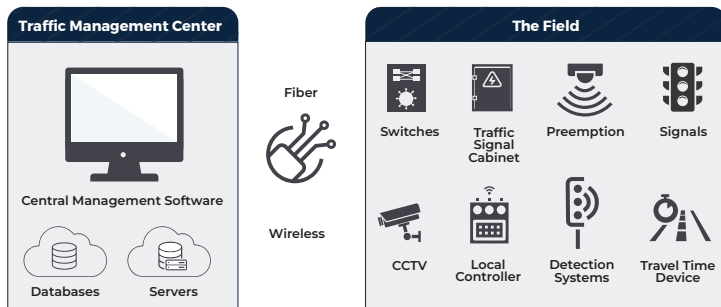 Traffic Management Center
Central Management Software
Databases
Servers
Fiber
Wireless
The Field
Switches
Traffic
Signal
Cabinet
Preemption
Signals
CCTV
Local
Controller
Detection
Systems
Travel Time
Device